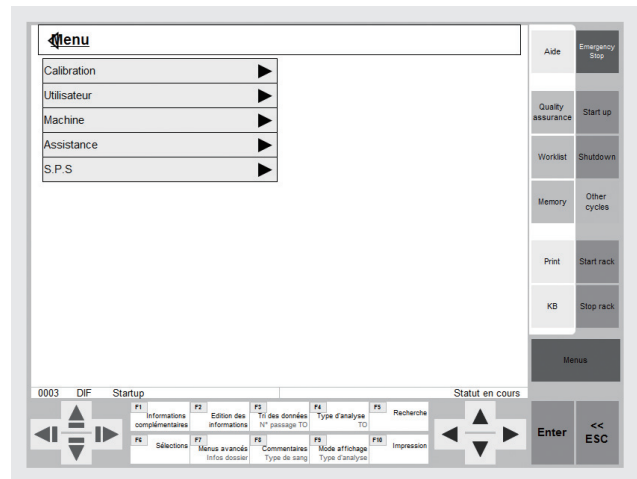 Menu
Calibration
Utilisateur
Machine
Assistance
S.P.S
0003 DIF Startup Statut en cours
Aide
Emergency
Stop
Quality
assurance
Start up
Worklist
Shutdown
Memory
Other
cycles
Print
Start rack
KB
Stop rack
Menus
F1
Informations
complémentaires
F2
Edition des
informations
F3
Tri des données
N° passage TO
F4
Type d'analyse
TO
F5
Recherche
F6
Sélections
F7
Menus avancés
Infos dossier
F8
Commentaires
Type de sang
F9
Mode affichage
Type d'analyse
F10
Impression
Enter
<<
ESC